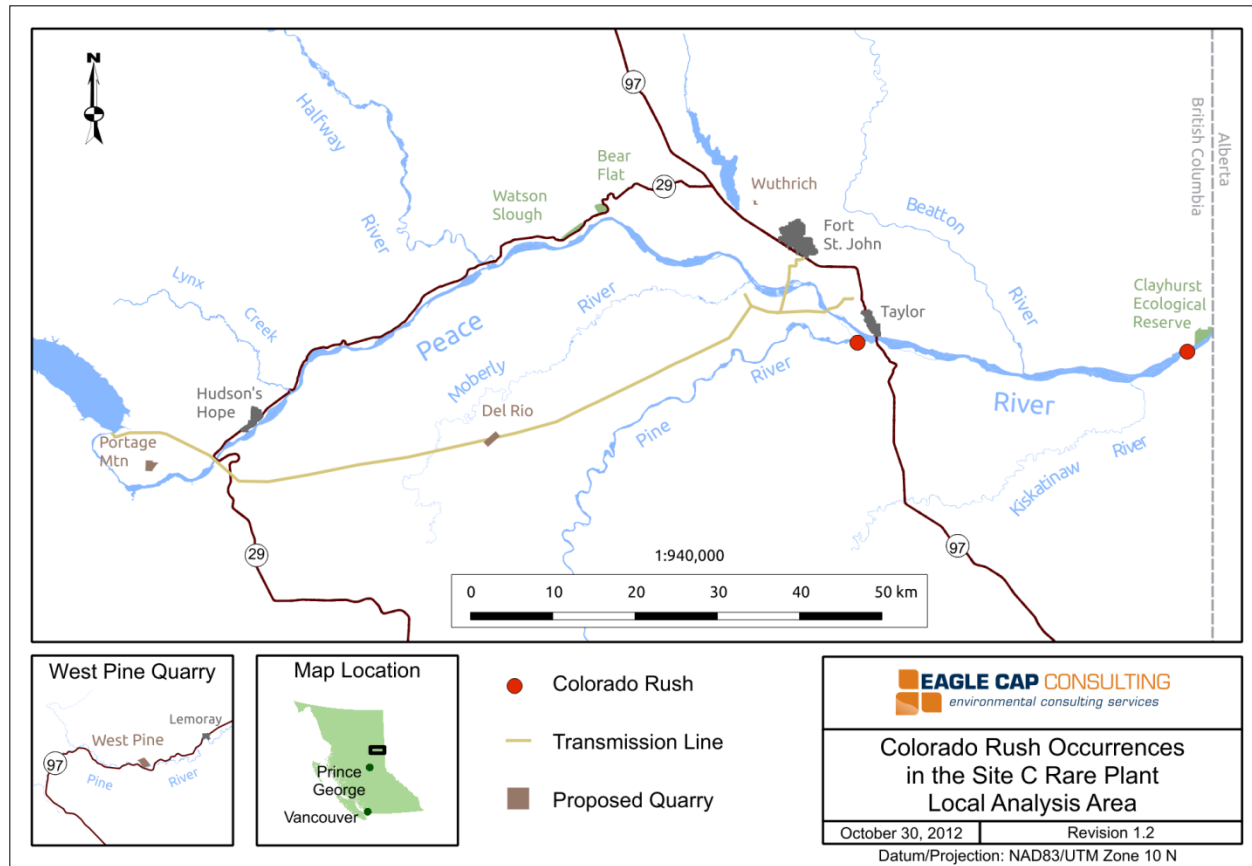 N
97
Halfway
River
Bear
Flat
29
Wuthrich
Watson
Slough
Fort
St. John
Beatton
River
British Columbia
Alberta
Lynx
Creek
Peace
Moberly
River
Taylor
Clayhurst
Ecological
Reserve
Hudson's
Hope
Portage
Mtn
Del Rio
Pine
River
River
Kiskatinaw
River
29
97
1:940,000
0 10 20 30 40 50 km
West Pine Quarry
Lemoray
West Pine
97
Pine
River
Map Location
Prince
George
Vancouver
Colorado Rush
Transmission Line
Proposed Quarry
EAGLE CAP CONSULTING
environmental consulting services
Colorado Rush Occurrences
in the Site C Rare Plant
Local Analysis Area
October 30, 2012
Revision 1.2
Datum/Projection: NAD83/UTM Zone 10 N